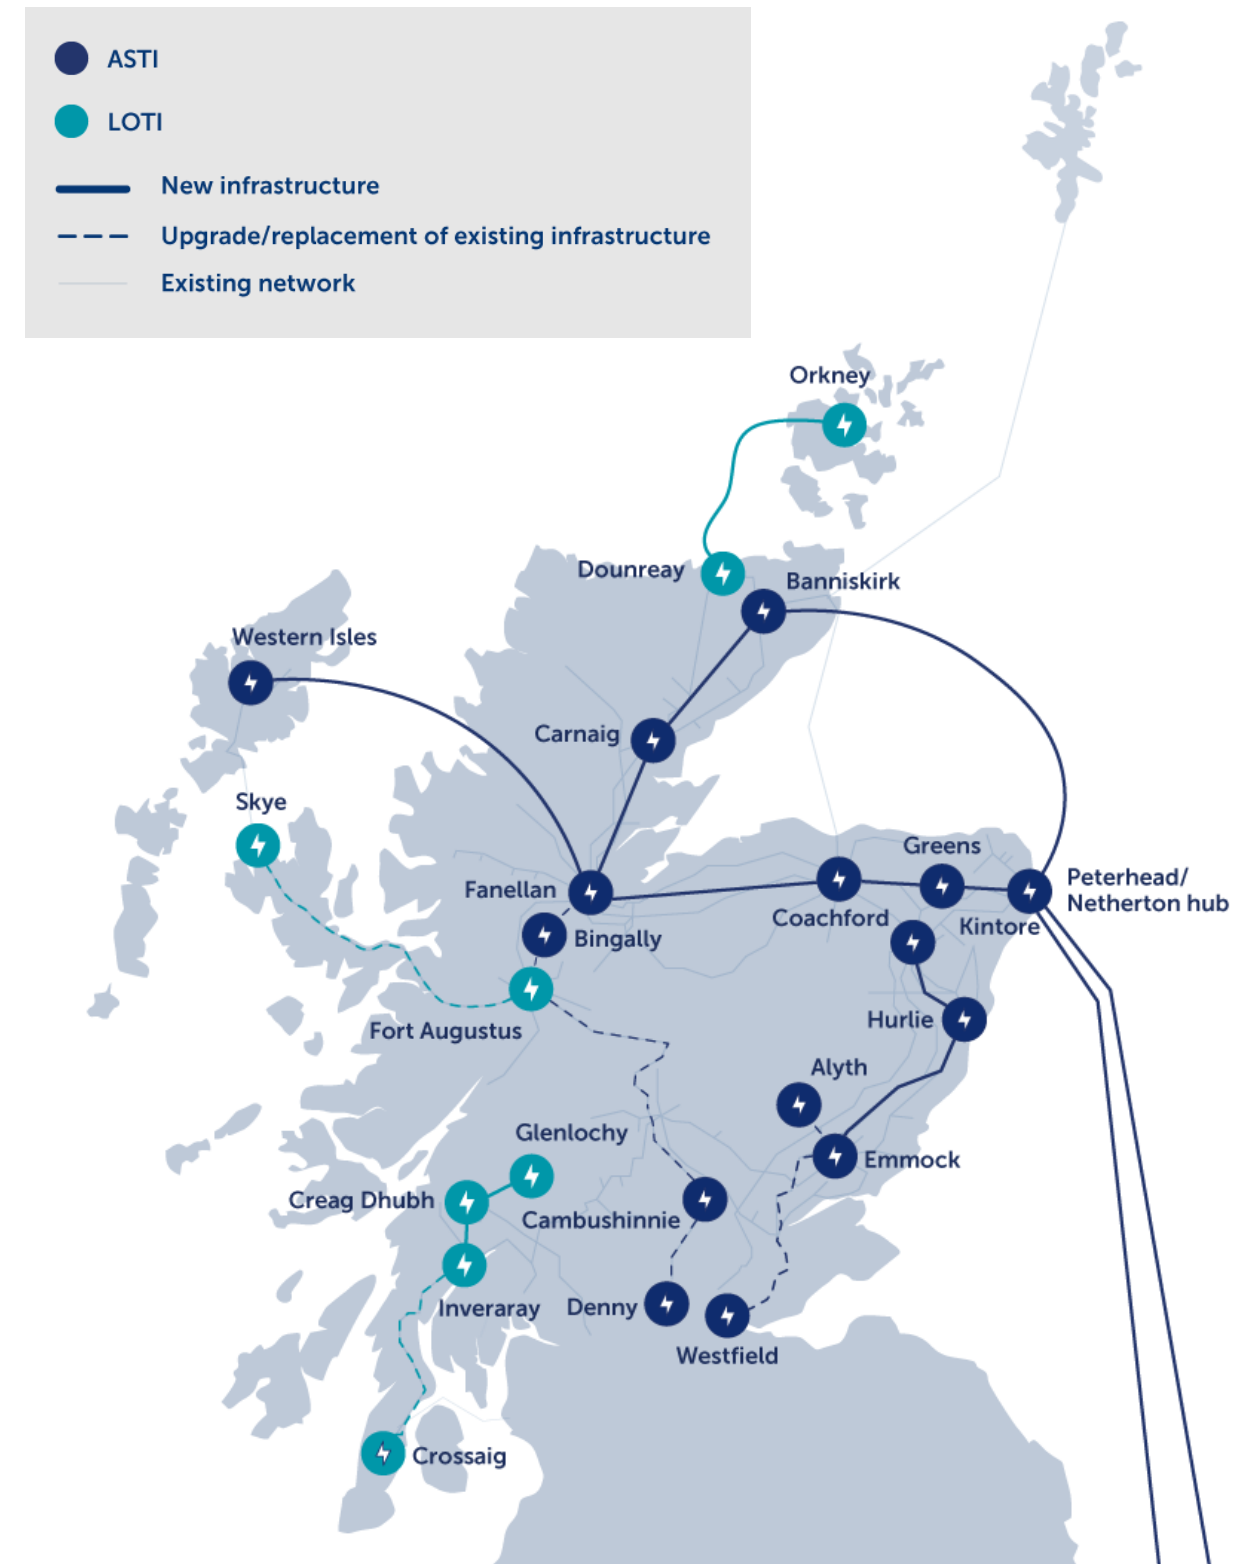 ASTI
LOTI
New infrastructure
Upgrade/replacement of existing infrastructure
Existing network
Orkney
Dounreay
Banniskirk
Western Isles
Carnaig
Skye
Greens
Fanellan
Peterhead/
Netherton hub
Coachford
Kintore
Bingally
Hurlie
Fort Augustus
Alyth
Glenlochy
Emmock
Creag Dhubh
Cambushinnie
Inveraray
Denny
Westfield
Crossaig